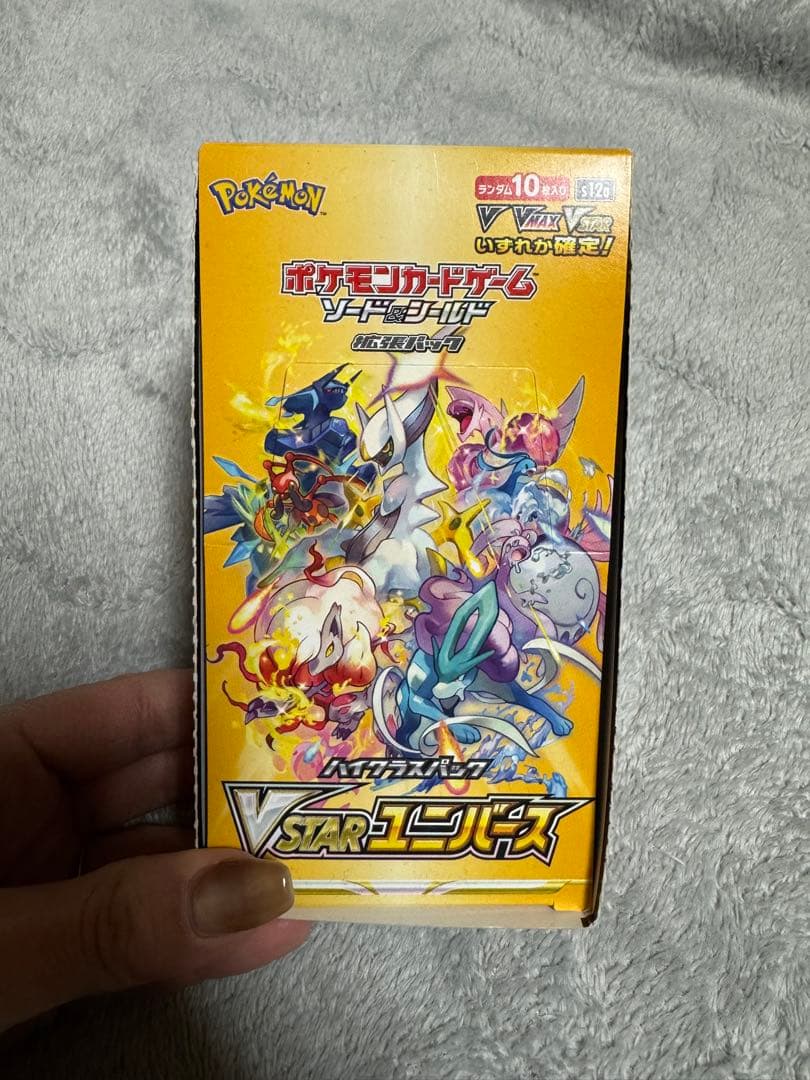 Pokémon™
ランダム10枚入り s12a
V VMAX VSTAR
いずれか確定!
ポケモンカードゲーム™
ソード&シールド
拡張パック
ハイクラスパック
VSTARユニバース